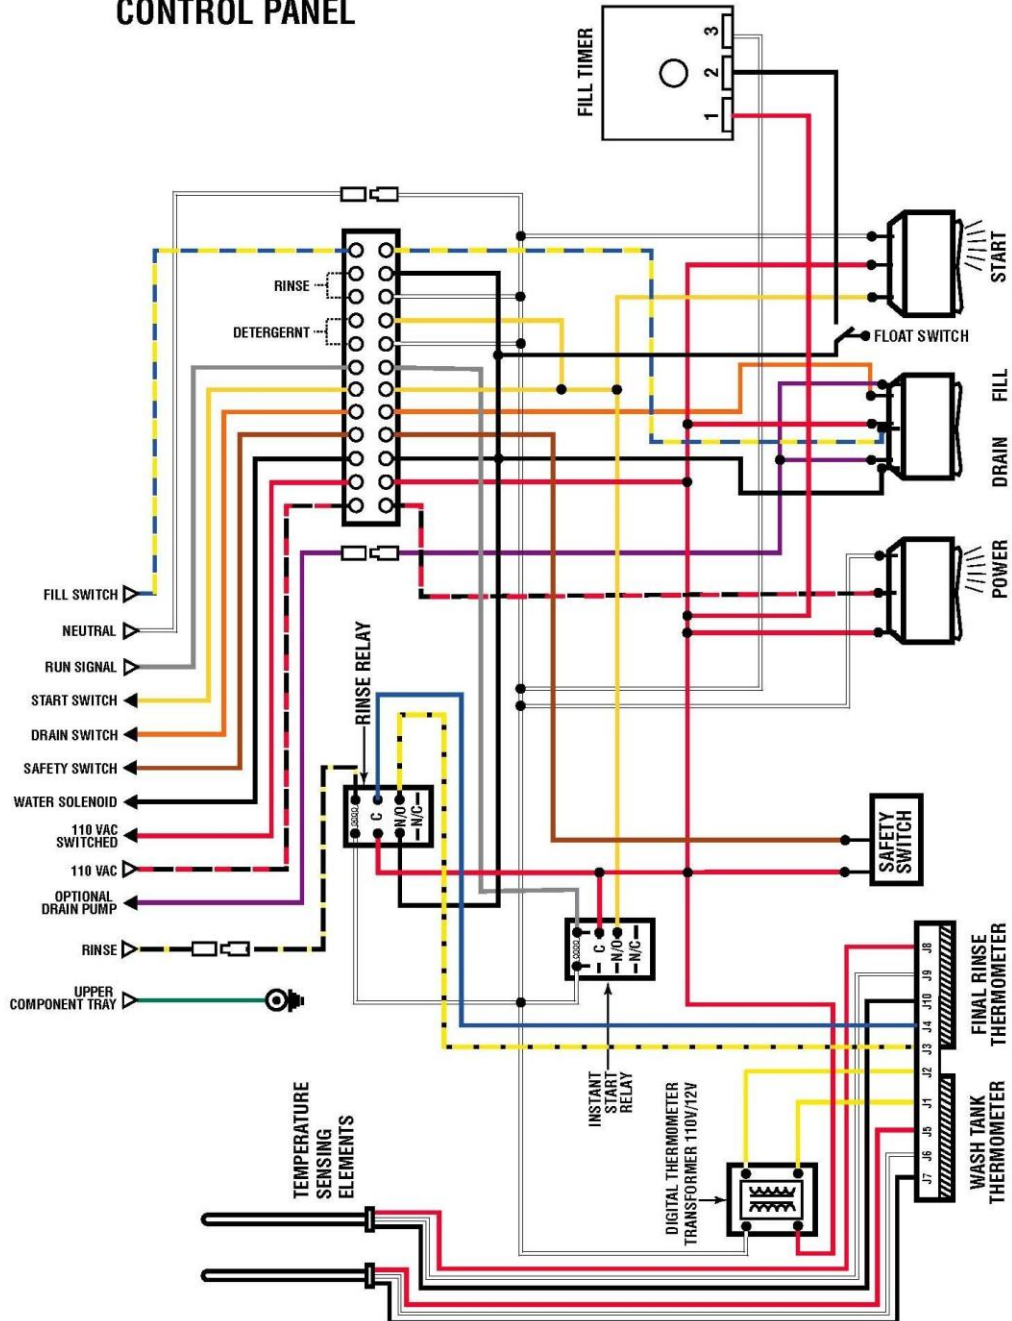 CONTROL PANEL
FILL TIMER
3
2
1
START
RINSE
DETERGERNT
FLOAT SWITCH
FILL
DRAIN
POWER
FILL SWITCH
NEUTRAL
RUN SIGNAL
START SWITCH
DRAIN SWITCH
SAFETY SWITCH
WATER SOLENOID
110 VAC
SWITCHED
110 VAC
OPTIONAL
DRAIN PUMP
RINSE
UPPER
COMPONENT TRAY
RINSE RELAY
C
N/O
N/C
SAFETY
SWITCH
C
N/O
N/C
INSTANT
START
RELAY
J8
J9
J10
J4
J3
J2
J1
J5
J6
J7
FINAL RINSE
THERMOMETER
WASH TANK
THERMOMETER
TEMPERATURE
SENSING
ELEMENTS
DIGITAL THERMOMETER
TRANSFORMER 110V/12V